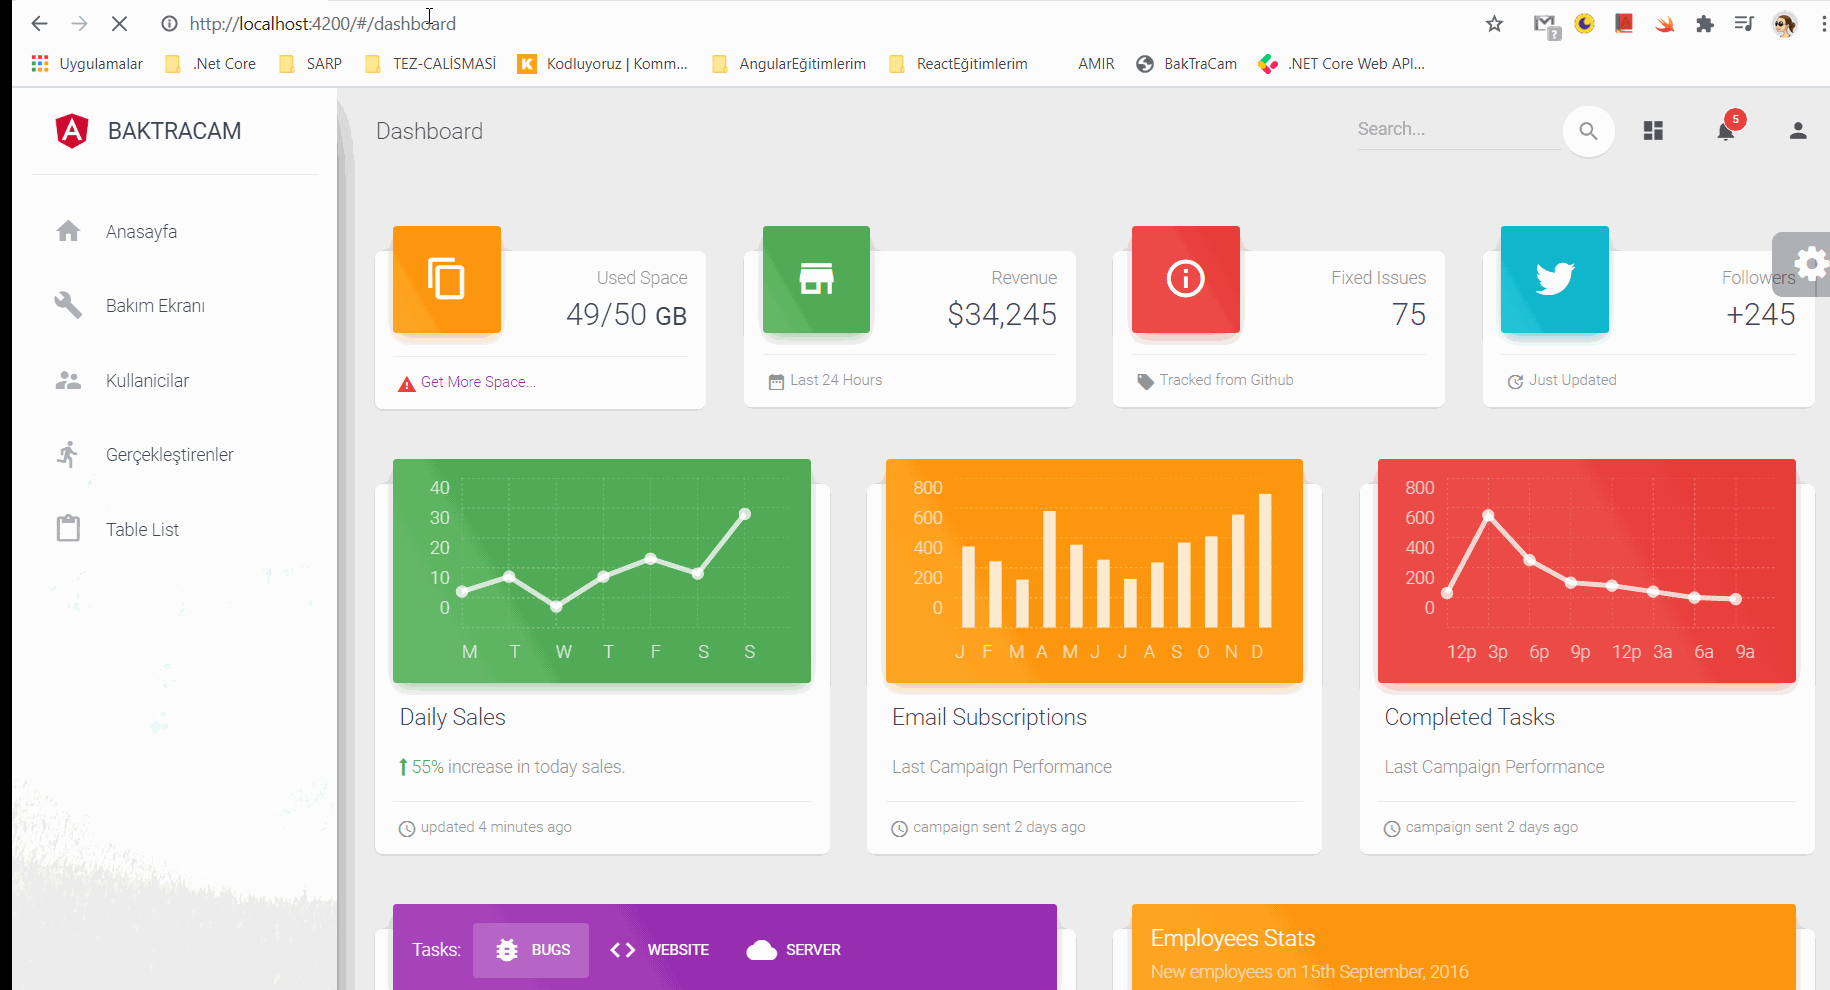 http://localhost:4200/#/dashboard
Uygulamalar .Net Core SARP TEZ-CALİSMASİ Kodluyoruz | Komm... AngularEğitimlerim ReactEğitimlerim AMIR BakTraCam .NET Core Web API...
BAKTRACAM
Anasayfa
Bakım Ekranı
Kullanicilar
Gerçekleştirenler
Table List
Dashboard
Search...
5
Used Space
49/50 GB
Get More Space...
Revenue
$34,245
Last 24 Hours
Fixed Issues
75
Tracked from Github
Followers
+245
Just Updated
40
30
20
10
0
M T W T F S S
Daily Sales
55% increase in today sales.
updated 4 minutes ago
800
600
400
200
0
J F M A M J J A S O N D
Email Subscriptions
Last Campaign Performance
campaign sent 2 days ago
800
600
400
200
0
12p 3p 6p 9p 12p 3a 6a 9a
Completed Tasks
Last Campaign Performance
campaign sent 2 days ago
Tasks: BUGS WEBSITE SERVER
Employees Stats
New employees on 15th September, 2016